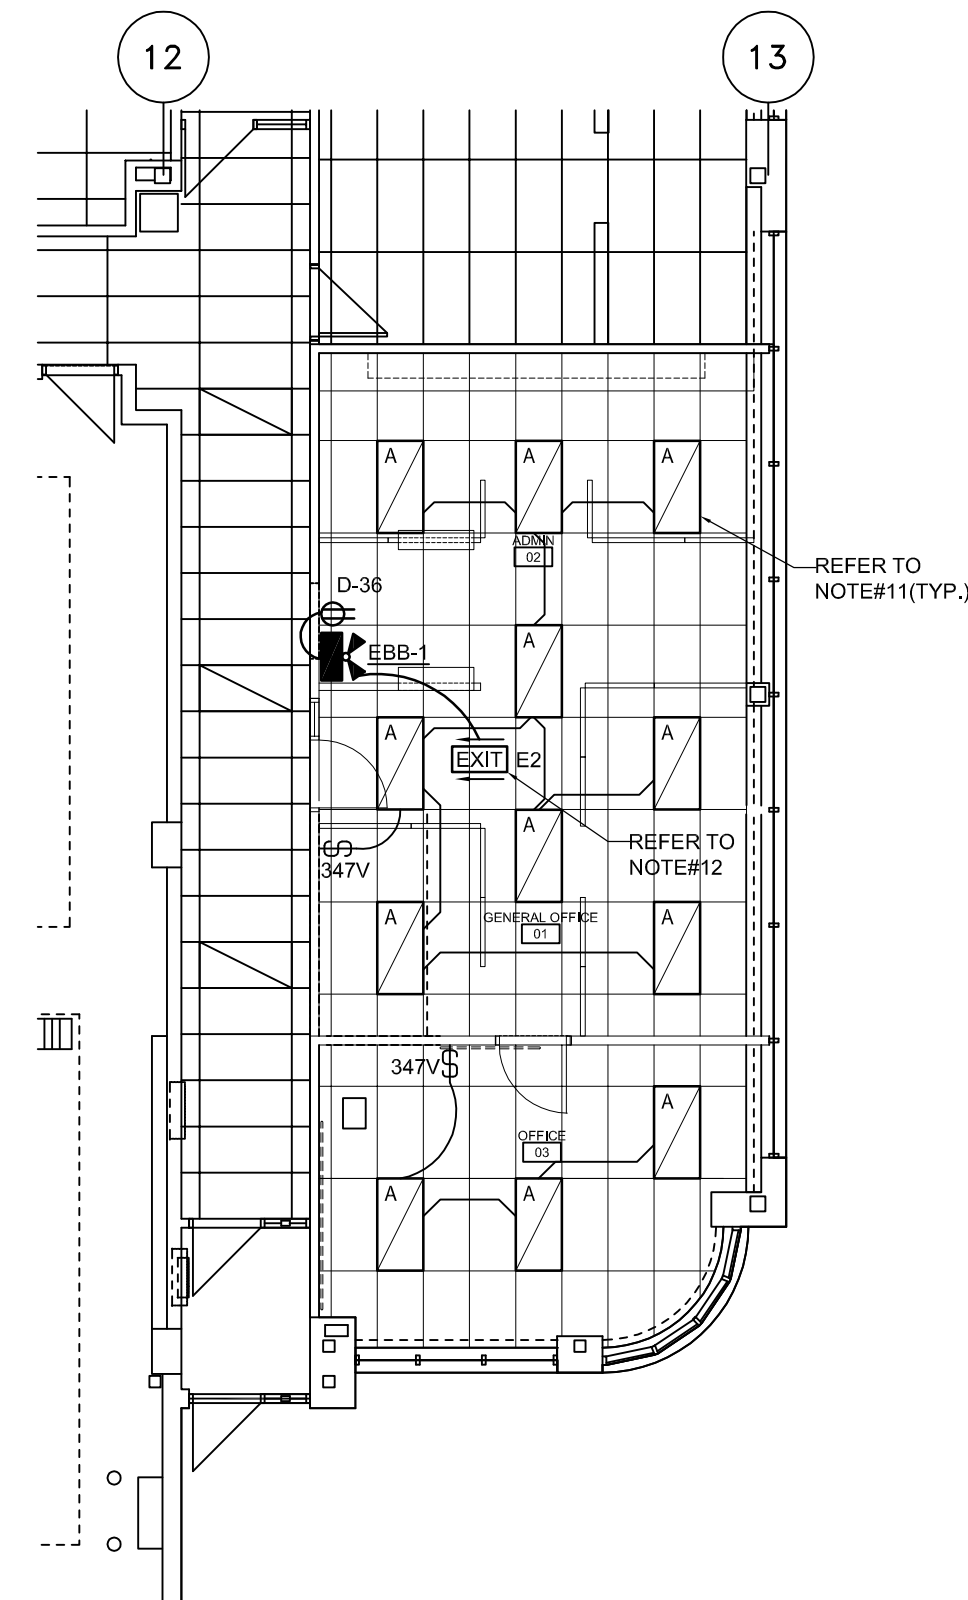 12
13
A
A
A
ADMIN
02
REFER TO
NOTE#11(TYP.)
D-36
EBB-1
A
A
A
EXIT
E2
A
REFER TO
NOTE#12
347V
A
A
GENERAL OFFICE
01
347V
A
OFFICE
03
A
A